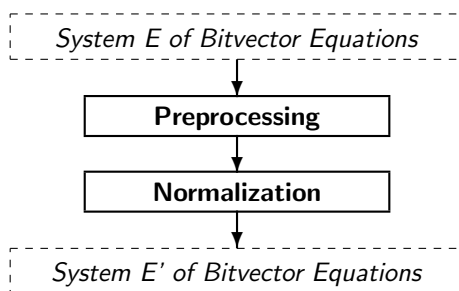 System E of Bitvector Equations
Preprocessing
Normalization
System E' of Bitvector Equations